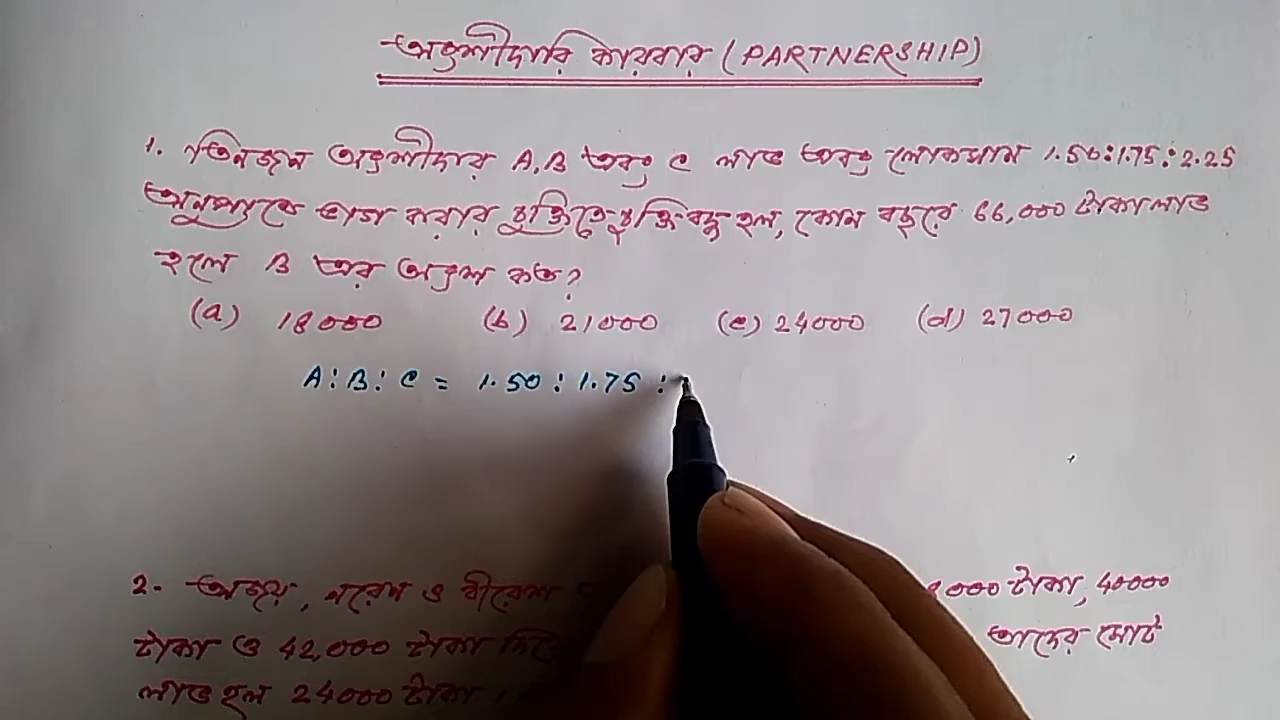 অংশীদারি কারবার (PARTNERSHIP)
1. তিনজন অংশীদার A, B এবং C লাভ এবং লোকসান 1.50:1.75:2.25
অনুপাতে ভাগ করার চুক্তিতে চুক্তিবদ্ধ হল, কোন বছরে 66,000 টাকা লাভ
হলে B এর অংশ কত?
(a) 18000 (b) 21000 (c) 24000 (d) 27000
A:B:C = 1.50 : 1.75 :
2. অজয়, নরেশ ও বীরেশ 000 টাকা, 40000
টাকা ও 42,000 টাকা তাদের মোট
লাভ হল 24000 টাকা